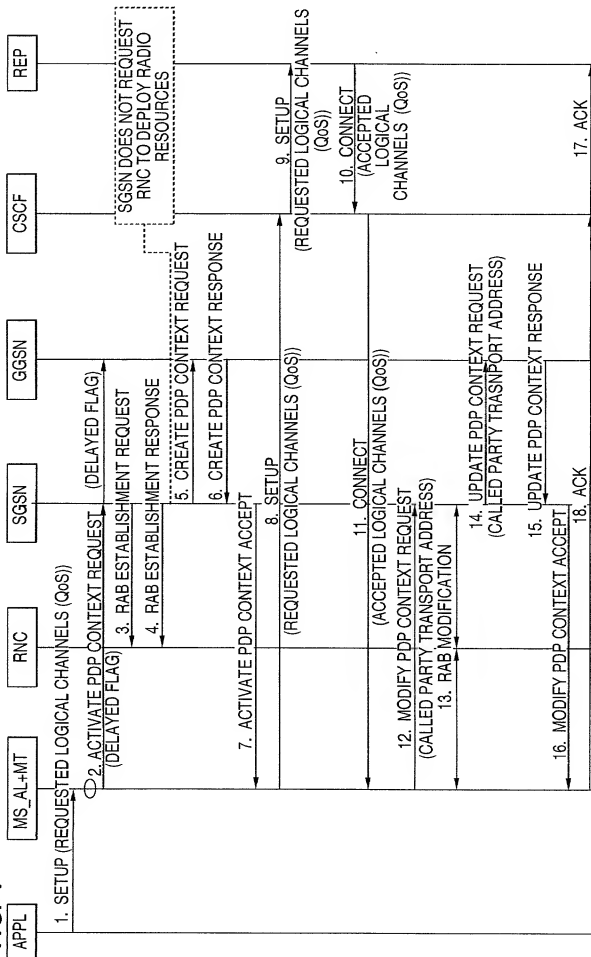 APPL
MS_AL+MT
RNC
SGSN
GGSN
CSCF
REP
1. SETUP (REQUESTED LOGICAL CHANNELS (QoS))
2. ACTIVATE PDP CONTEXT REQUEST
(DELAYED FLAG)
(DELAYED FLAG)
3. RAB ESTABLISHMENT REQUEST
4. RAB ESTABLISHMENT RESPONSE
SGSN DOES NOT REQUEST
RNC TO DEPLOY RADIO
RESOURCES
5. CREATE PDP CONTEXT REQUEST
6. CREATE PDP CONTEXT RESPONSE
7. ACTIVATE PDP CONTEXT ACCEPT
8. SETUP
(REQUESTED LOGICAL CHANNELS (QoS))
9. SETUP
(REQUESTED LOGICAL CHANNELS
(QoS))
10. CONNECT
(ACCEPTED
LOGICAL
CHANNELS (QoS))
11. CONNECT
(ACCEPTED LOGICAL CHANNELS (QoS))
12. MODIFY PDP CONTEXT REQUEST
(CALLED PARTY TRANSPORT ADDRESS)
13. RAB MODIFICATION
14. UPDATE PDP CONTEXT REQUEST
(CALLED PARTY TRASNPORT ADDRESS)
15. UPDATE PDP CONTEXT RESPONSE
16. MODIFY PDP CONTEXT ACCEPT
17. ACK
18. ACK